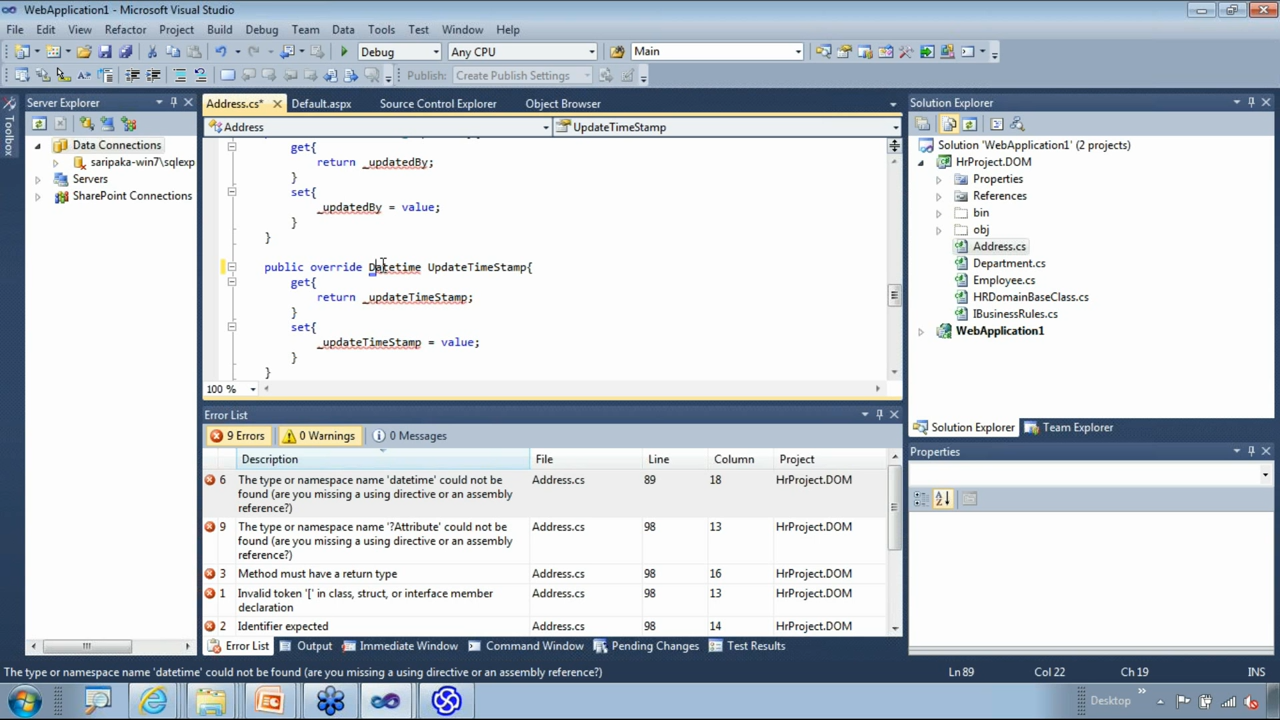 WebApplication1 - Microsoft Visual Studio
File Edit View Refactor Project Build Debug Team Data Tools Test Window Help
Debug Any CPU Main
Publish: Create Publish Settings
Server Explorer
Data Connections
saripaka-win7\sqlexp
Servers
SharePoint Connections
Toolbox
Address.cs* Default.aspx Source Control Explorer Object Browser
Address UpdateTimeStamp
get{
return _updatedBy;
}
set{
_updatedBy = value;
}
}
public override Datetime UpdateTimeStamp{
get{
return _updateTimeStamp;
}
set{
_updateTimeStamp = value;
}
}
100 %
Error List
9 Errors 0 Warnings 0 Messages
Description File Line Column Project
6 The type or namespace name 'datetime' could not be found (are you missing a using directive or an assembly reference?) Address.cs 89 18 HrProject.DOM
9 The type or namespace name '?Attribute' could not be found (are you missing a using directive or an assembly reference?) Address.cs 98 13 HrProject.DOM
3 Method must have a return type Address.cs 98 16 HrProject.DOM
1 Invalid token '[' in class, struct, or interface member declaration Address.cs 98 13 HrProject.DOM
2 Identifier expected Address.cs 98 14 HrProject.DOM
Error List Output Immediate Window Command Window Pending Changes Test Results
Solution Explorer
Solution 'WebApplication1' (2 projects)
HrProject.DOM
Properties
References
bin
obj
Address.cs
Department.cs
Employee.cs
HRDomainBaseClass.cs
IBusinessRules.cs
WebApplication1
Solution Explorer Team Explorer
Properties
The type or namespace name 'datetime' could not be found (are you missing a using directive or an assembly reference?) Ln 89 Col 22 Ch 19 INS
Desktop